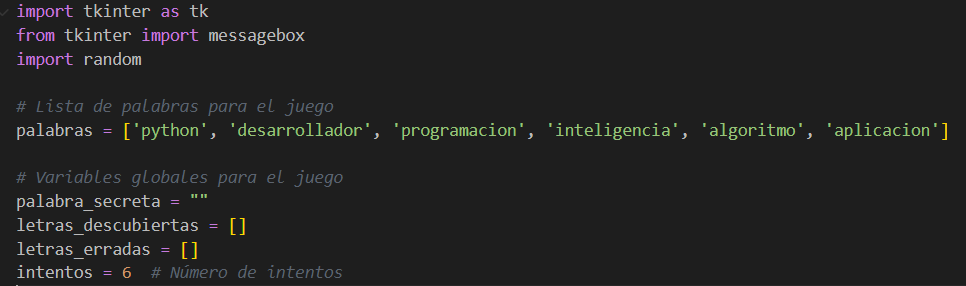 import tkinter as tk
from tkinter import messagebox
import random
# Lista de palabras para el juego
palabras = ['python', 'desarrollador', 'programacion', 'inteligencia', 'algoritmo', 'aplicacion']
# Variables globales para el juego
palabra_secreta = ""
letras_descubiertas = []
letras_erradas = []
intentos = 6  # Número de intentos